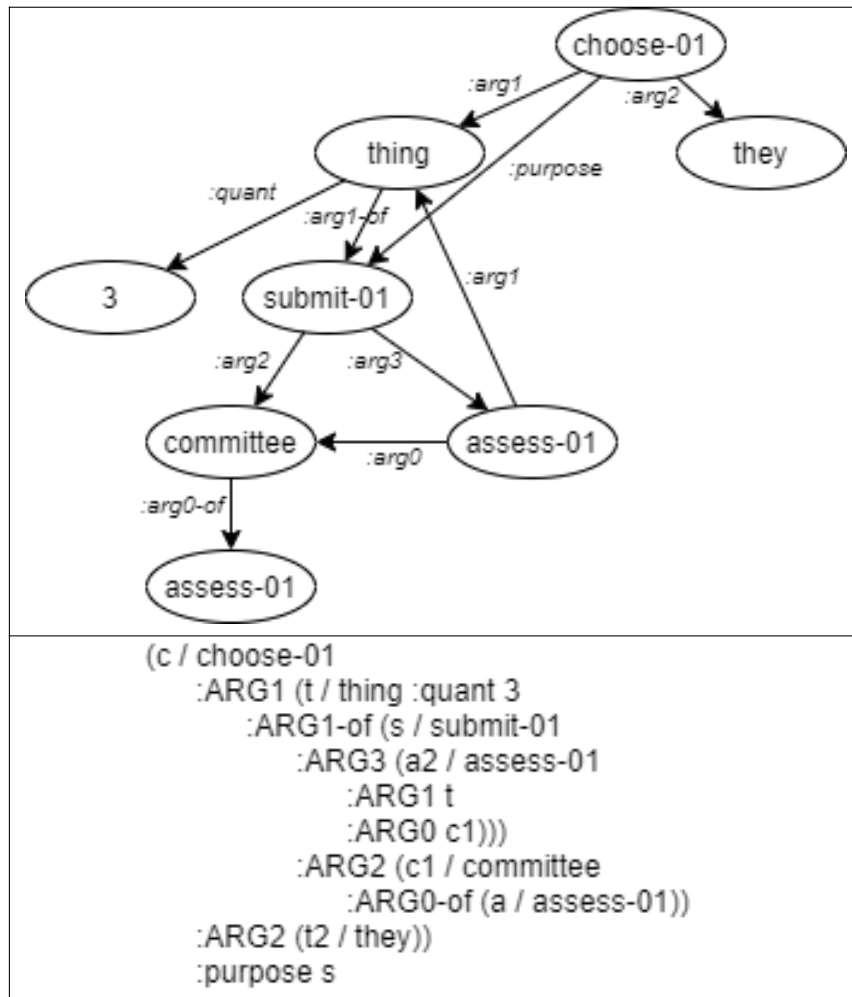 choose-01
:arg1
:arg2
thing
they
:purpose
:quant
:arg1-of
:arg1
3
submit-01
:arg2
:arg3
committee
assess-01
:arg0
:arg0-of
assess-01
(c / choose-01
:ARG1 (t / thing :quant 3
:ARG1-of (s / submit-01
:ARG3 (a2 / assess-01
:ARG1 t
:ARG0 c1)))
:ARG2 (c1 / committee
:ARG0-of (a / assess-01))
:ARG2 (t2 / they))
:purpose s